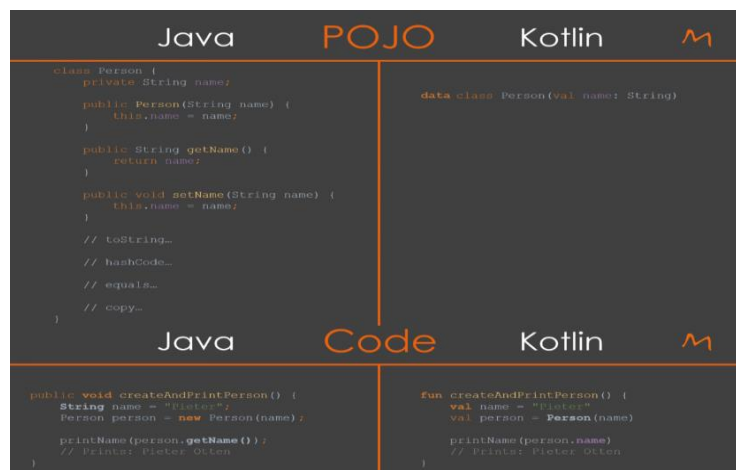 Java POJO Kotlin
class Person {
private String name;
public Person(String name) {
this.name = name;
}
public String getName() {
return name;
}
public void setName(String name) {
this.name = name;
}
// toString…
// hashCode…
// equals…
// copy…
}
data class Person(val name: String)
Java Code Kotlin
public void createAndPrintPerson() {
String name = "Pieter";
Person person = new Person(name);
printName(person.getName());
// Prints: Pieter Otten
}
fun createAndPrintPerson() {
val name = "Pieter"
val person = Person(name)
printName(person.name)
// Prints: Pieter Otten
}